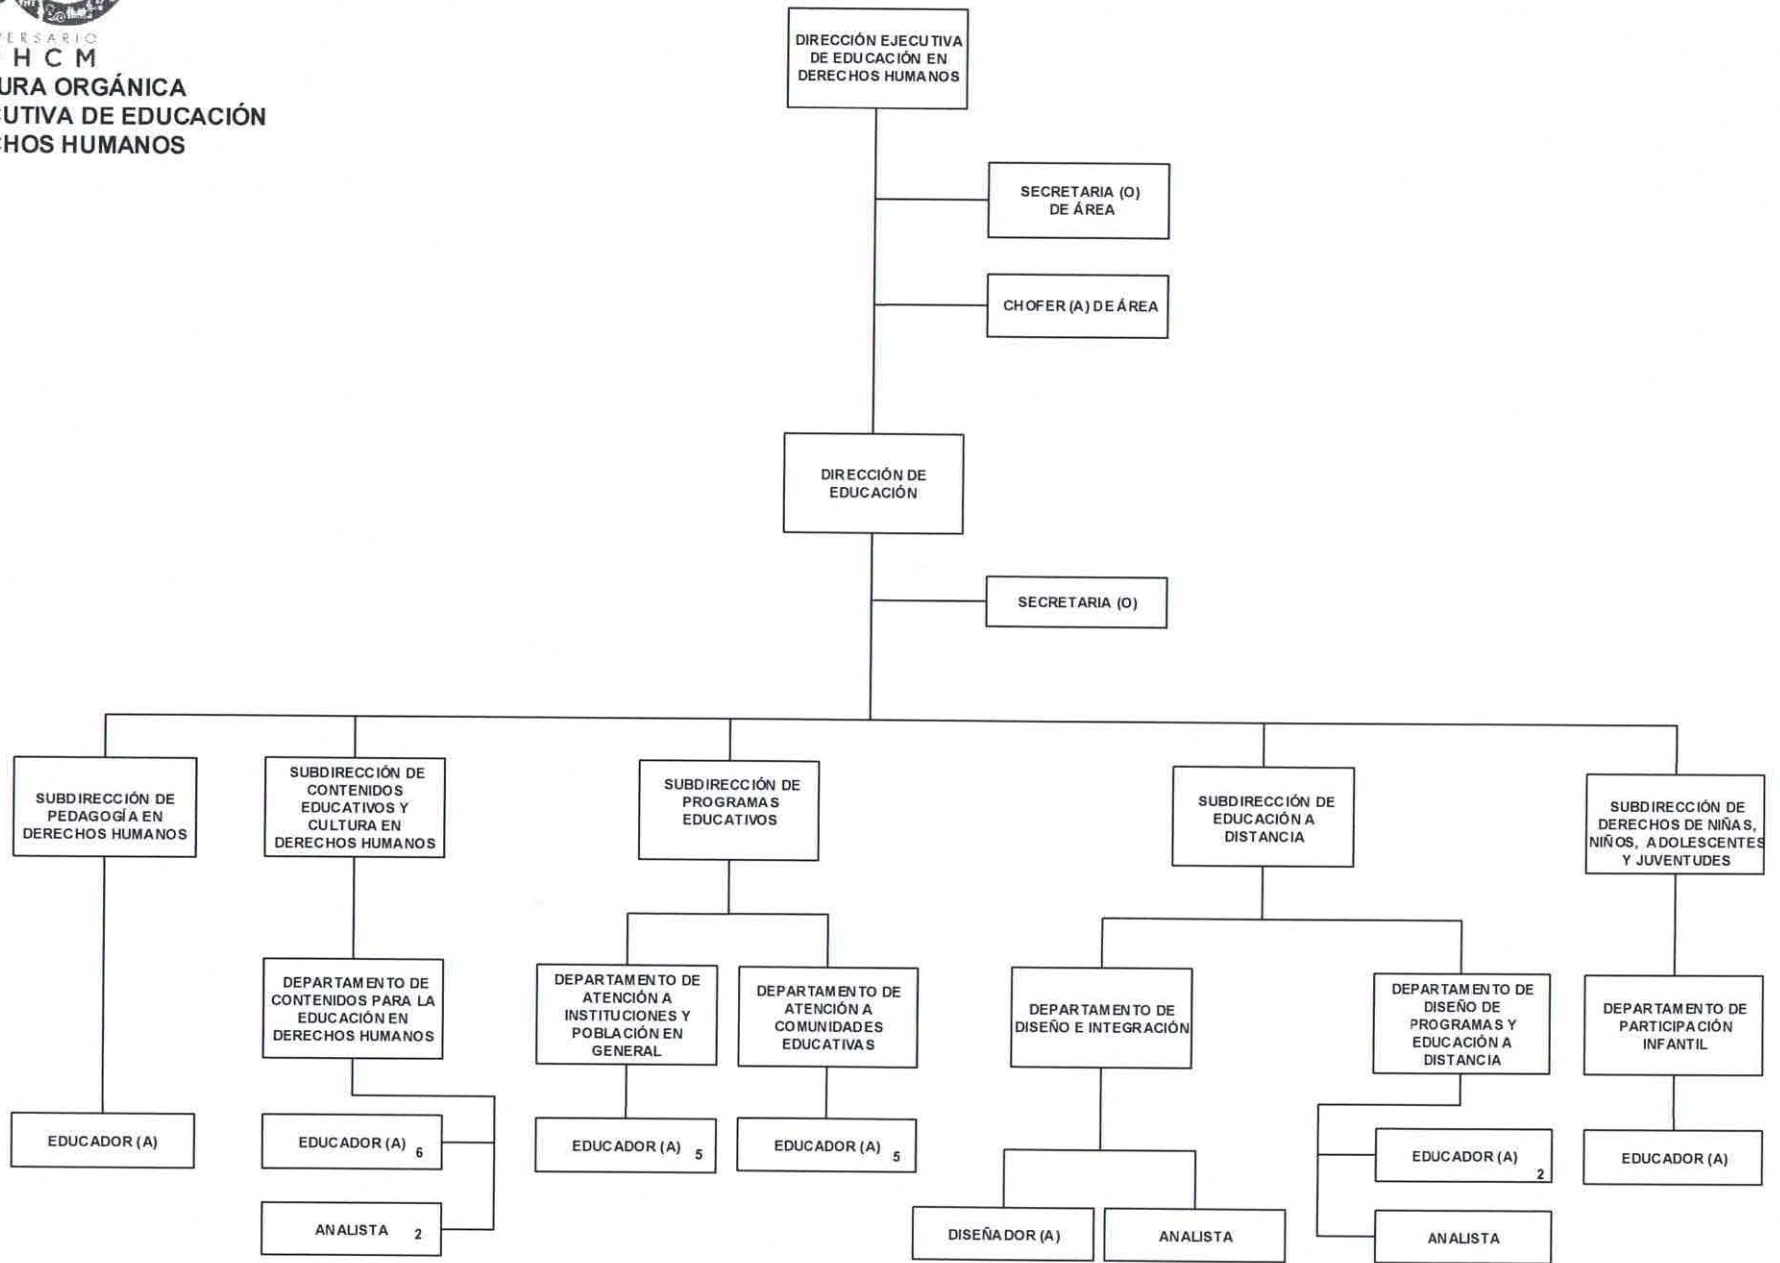 H C M
URA ORGÁNICA
CUTIVA DE EDUCACIÓN
CHOS HUMANOS
DIRECCIÓN EJECUTIVA
DE EDUCACIÓN EN
DERECHOS HUMANOS
SECRETARIA (O)
DE ÁREA
CHOFER (A) DE ÁREA
DIRECCIÓN DE
EDUCACIÓN
SECRETARIA (O)
SUBDIRECCIÓN DE
PEDAGOGÍA EN
DERECHOS HUMANOS
SUBDIRECCIÓN DE
CONTENIDOS
EDUCATIVOS Y
CULTURA EN
DERECHOS HUMANOS
SUBDIRECCIÓN DE
PROGRAMAS
EDUCATIVOS
SUBDIRECCIÓN DE
EDUCACIÓN A
DISTANCIA
SUBDIRECCIÓN DE
DERECHOS DE NIÑAS,
NIÑOS, ADOLESCENTES
Y JUVENTUDES
DEPARTAMENTO DE
CONTENIDOS PARA LA
EDUCACIÓN EN
DERECHOS HUMANOS
DEPARTAMENTO DE
ATENCIÓN A
INSTITUCIONES Y
POBLACIÓN EN
GENERAL
DEPARTAMENTO DE
ATENCIÓN A
COMUNIDADES
EDUCATIVAS
DEPARTAMENTO DE
DISEÑO E INTEGRACIÓN
DEPARTAMENTO DE
DISEÑO DE
PROGRAMAS Y
EDUCACIÓN A
DISTANCIA
DEPARTAMENTO DE
PARTICIPACIÓN
INFANTIL
EDUCADOR (A)
EDUCADOR (A) 6
EDUCADOR (A) 5
EDUCADOR (A) 5
EDUCADOR (A) 2
EDUCADOR (A)
ANALISTA 2
DISEÑADOR (A)
ANALISTA
ANALISTA